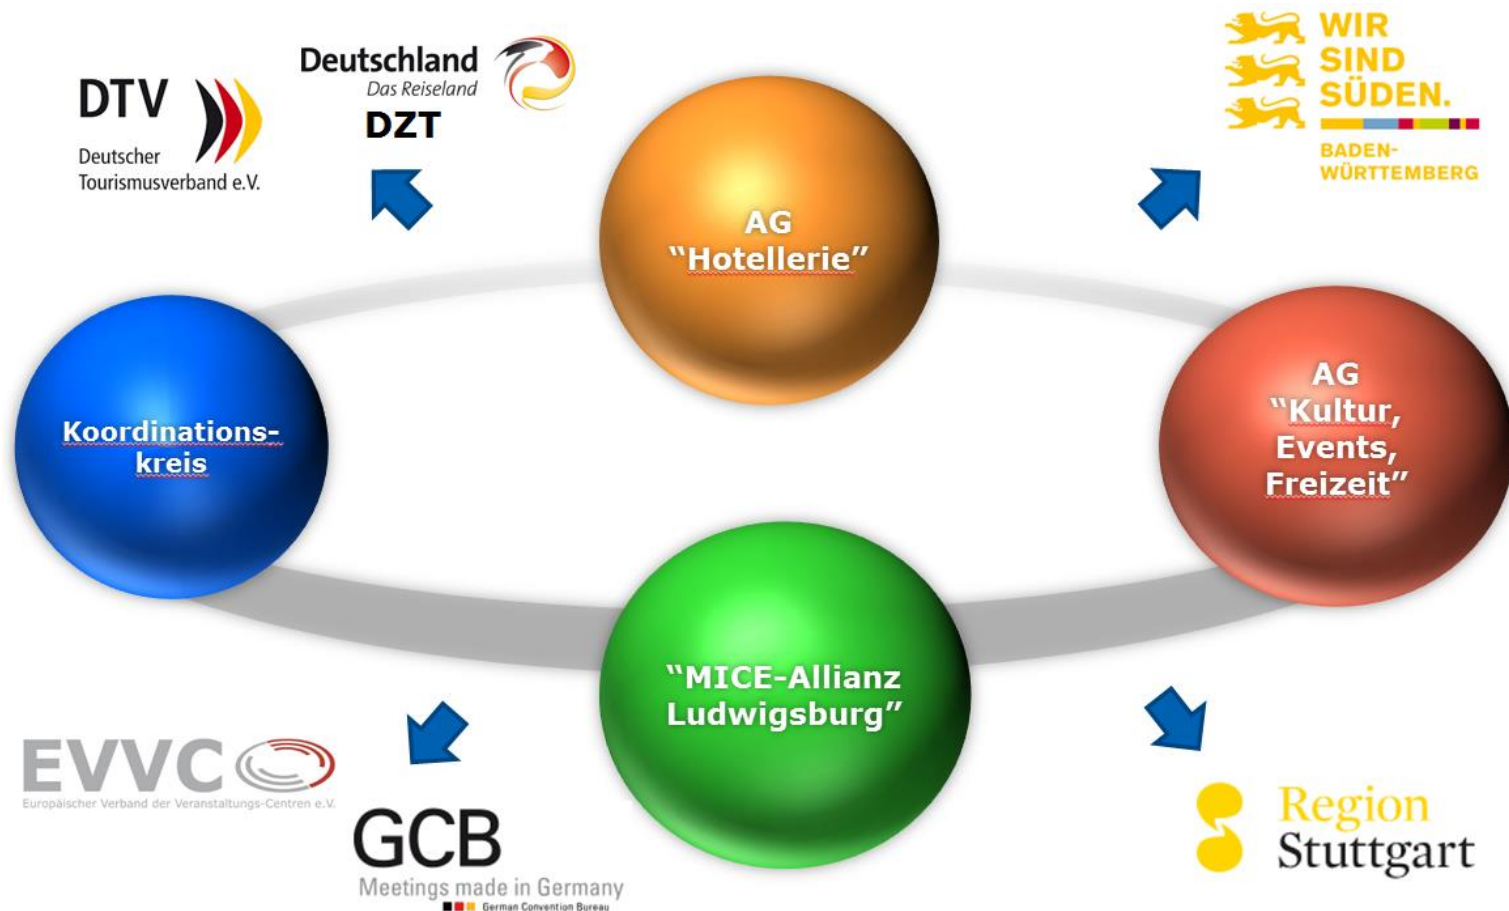 Deutschland
Das Reiseland
DZT
DTV
Deutscher
Tourismusverband e.V.
WIR
SIND
SÜDEN.
BADEN-
WÜRTTEMBERG
AG
“Hotellerie”
Koordinations-
kreis
AG
“Kultur,
Events,
Freizeit”
“MICE-Allianz
Ludwigsburg”
EVVC
Europäischer Verband der Veranstaltungs-Centren e.V.
GCB
Meetings made in Germany
German Convention Bureau
Region
Stuttgart